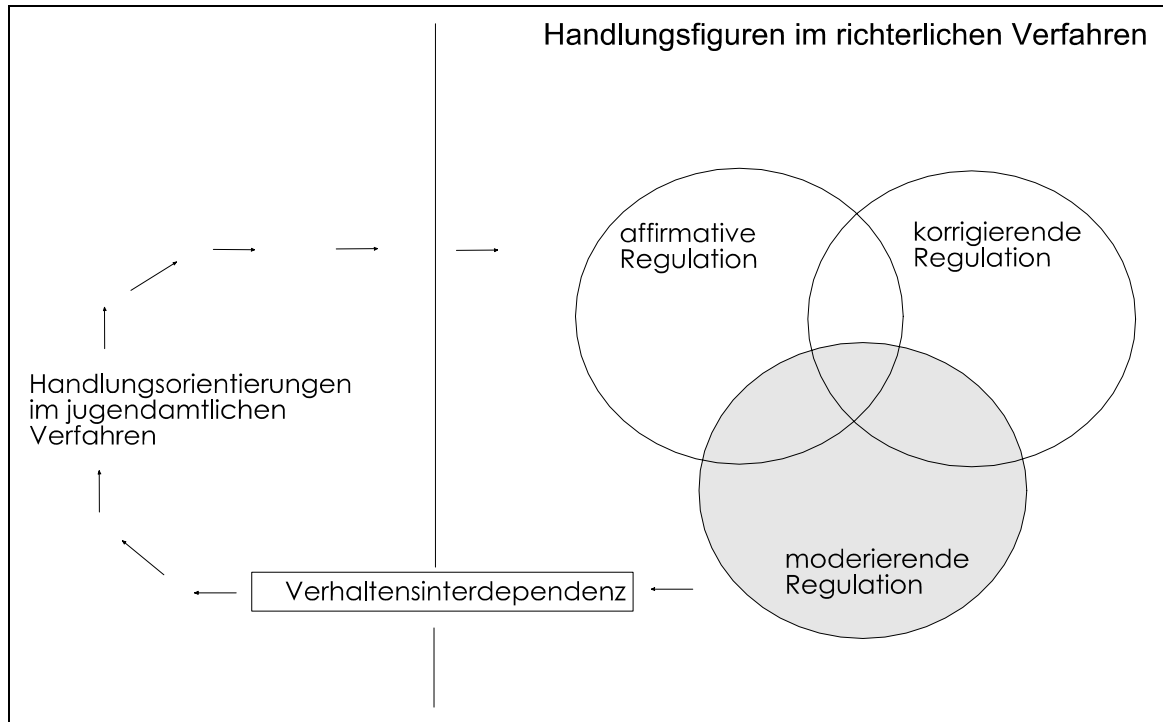 Handlungsfiguren im richterlichen Verfahren
affirmative
Regulation
korrigierende
Regulation
Handlungsorientierungen
im jugendamtlichen
Verfahren
moderierende
Regulation
Verhaltensinterdependenz